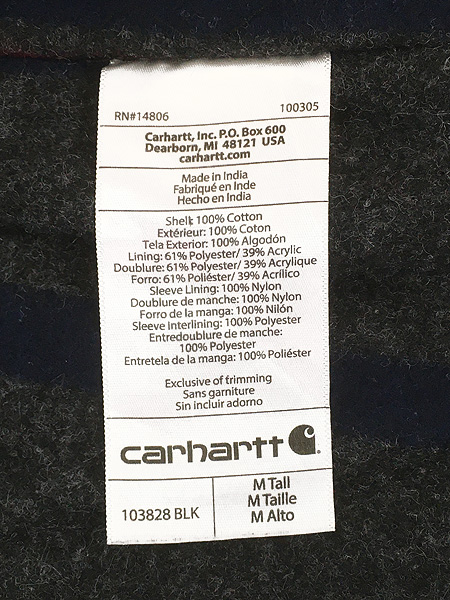 RN#14806 100305
Carhartt, Inc. P.O. Box 600
Dearborn, MI 48121 USA
carhartt.com
Made in India
Fabriqué en Inde
Hecho en India
Shell: 100% Cotton
Extérieur: 100% Coton
Tela Exterior: 100% Algodón
Lining: 61% Polyester/ 39% Acrylic
Doublure: 61% Polyester/ 39% Acrylique
Forro: 61% Polyester/ 39% Acrílico
Sleeve Lining: 100% Nylon
Doublure de manche: 100% Nylon
Forro de la manga: 100% Nilón
Sleeve Interlining: 100% Polyester
Entredoublure de manche:
100% Polyester
Entretela de la manga: 100% Poliéster
Exclusive of trimming
Sans garniture
Sin incluir adorno
carhartt
103828 BLK
M Tall
M Taille
M Alto